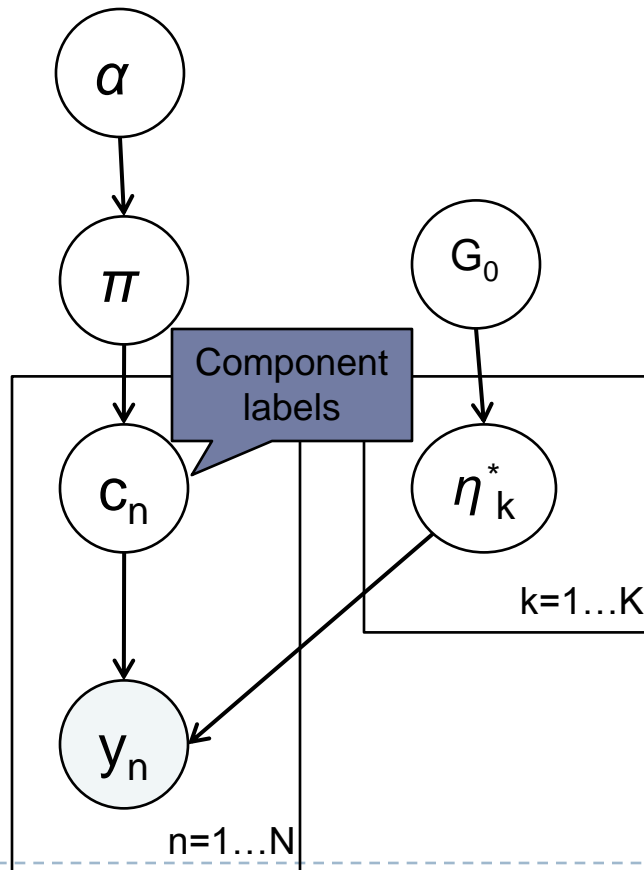 α
π
G₀
Component
labels
cₙ
η*ₖ
k=1…K
yₙ
n=1…N